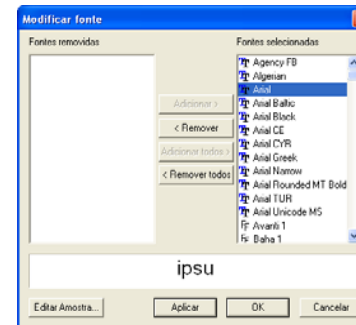 Modificar fonte
Fontes removidas
Fontes selecionadas
Agency FB
Algerian
Arial
Arial Baltic
Arial Black
Arial CE
Arial CYR
Arial Greek
Arial Narrow
Arial Rounded MT Bold
Arial TUR
Arial Unicode MS
Avanti 1
Baha 1
Adicionar >
< Remover
Adicionar todos >
< Remover todos
ipsu
Editar Amostra...
Aplicar
OK
Cancelar